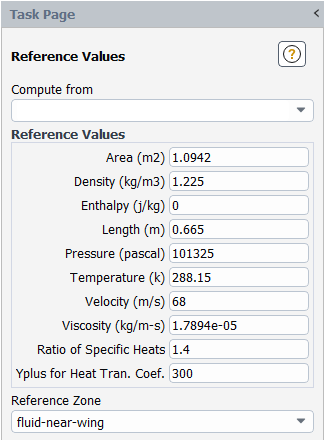 Task Page <
Reference Values ?
Compute from
Reference Values
Area (m2) 1.0942
Density (kg/m3) 1.225
Enthalpy (j/kg) 0
Length (m) 0.665
Pressure (pascal) 101325
Temperature (k) 288.15
Velocity (m/s) 68
Viscosity (kg/m-s) 1.7894e-05
Ratio of Specific Heats 1.4
Yplus for Heat Tran. Coef. 300
Reference Zone
fluid-near-wing